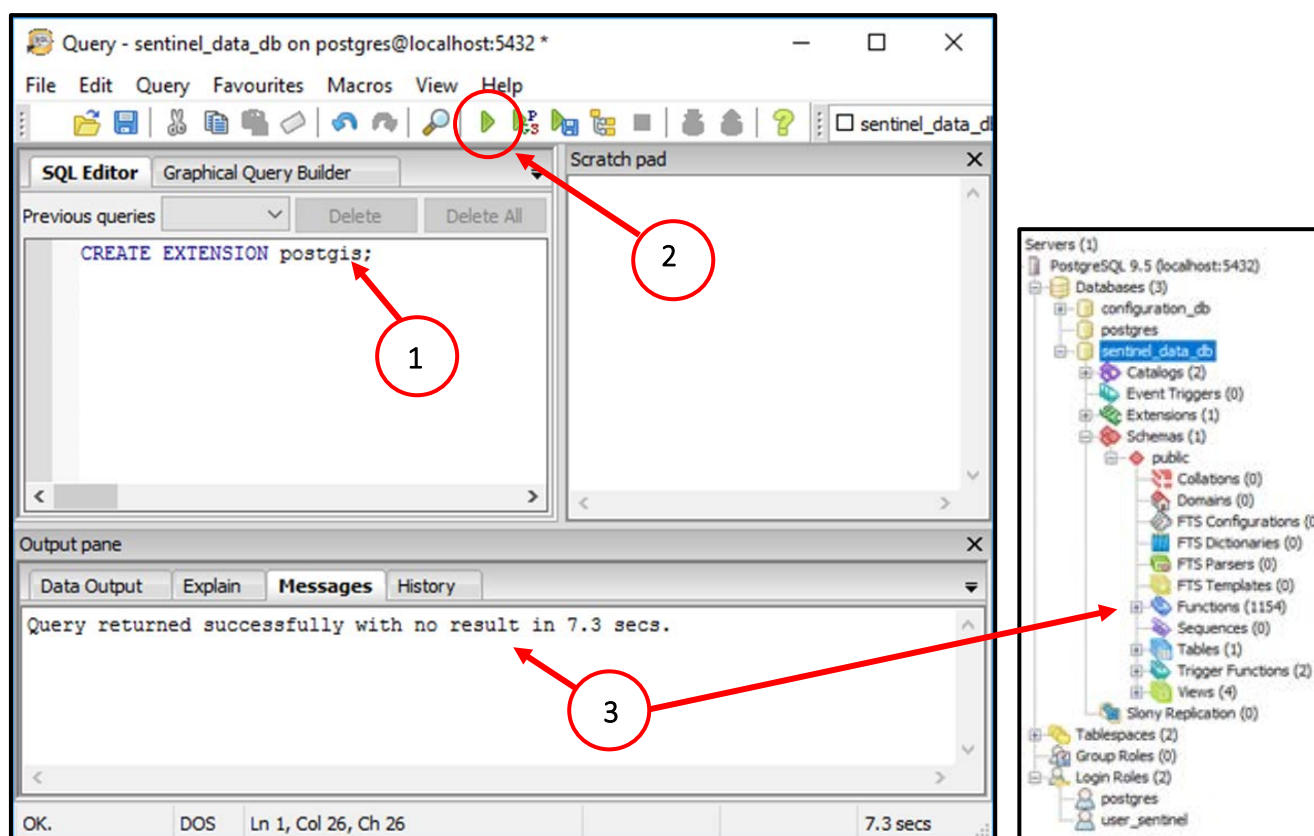 Query - sentinel_data_db on postgres@localhost:5432 *
File Edit Query Favourites Macros View Help
sentinel_data_d
SQL Editor Graphical Query Builder
Previous queries Delete Delete All
CREATE EXTENSION postgis;
1
Scratch pad
2
Output pane
Data Output Explain Messages History
Query returned successfully with no result in 7.3 secs.
3
OK. DOS Ln 1, Col 26, Ch 26 7.3 secs
Servers (1)
PostgreSQL 9.5 (localhost:5432)
Databases (3)
configuration_db
postgres
sentinel_data_db
Catalogs (2)
Event Triggers (0)
Extensions (1)
Schemas (1)
public
Collations (0)
Domains (0)
FTS Configurations (0
FTS Dictionaries (0)
FTS Parsers (0)
FTS Templates (0)
Functions (1154)
Sequences (0)
Tables (1)
Trigger Functions (2)
Views (4)
Slony Replication (0)
Tablespaces (2)
Group Roles (0)
Login Roles (2)
postgres
user_sentinel